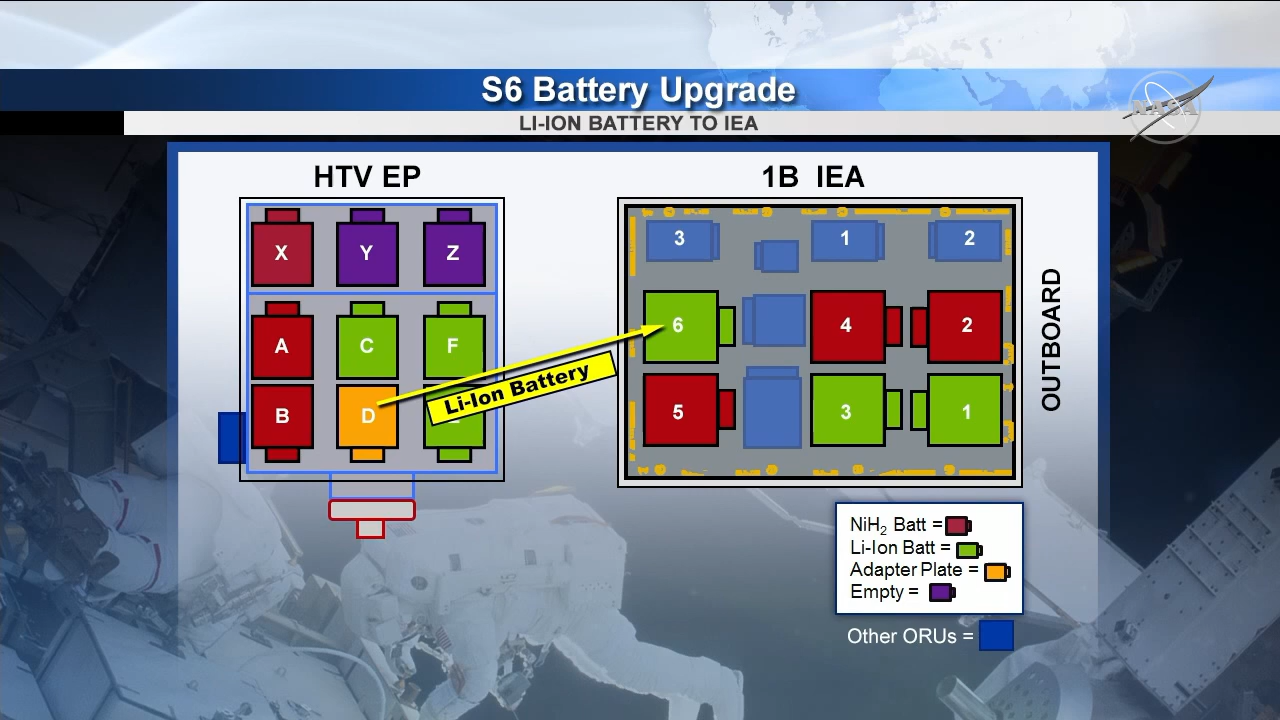 S6 Battery Upgrade
NASA
LI-ION BATTERY TO IEA
HTV EP
1B IEA
X Y Z
3 1 2
A C F
6 4 2
Li-Ion Battery
B D
5 3 1
OUTBOARD
NiH2 Batt =
Li-Ion Batt =
Adapter Plate =
Empty =
Other ORUs =